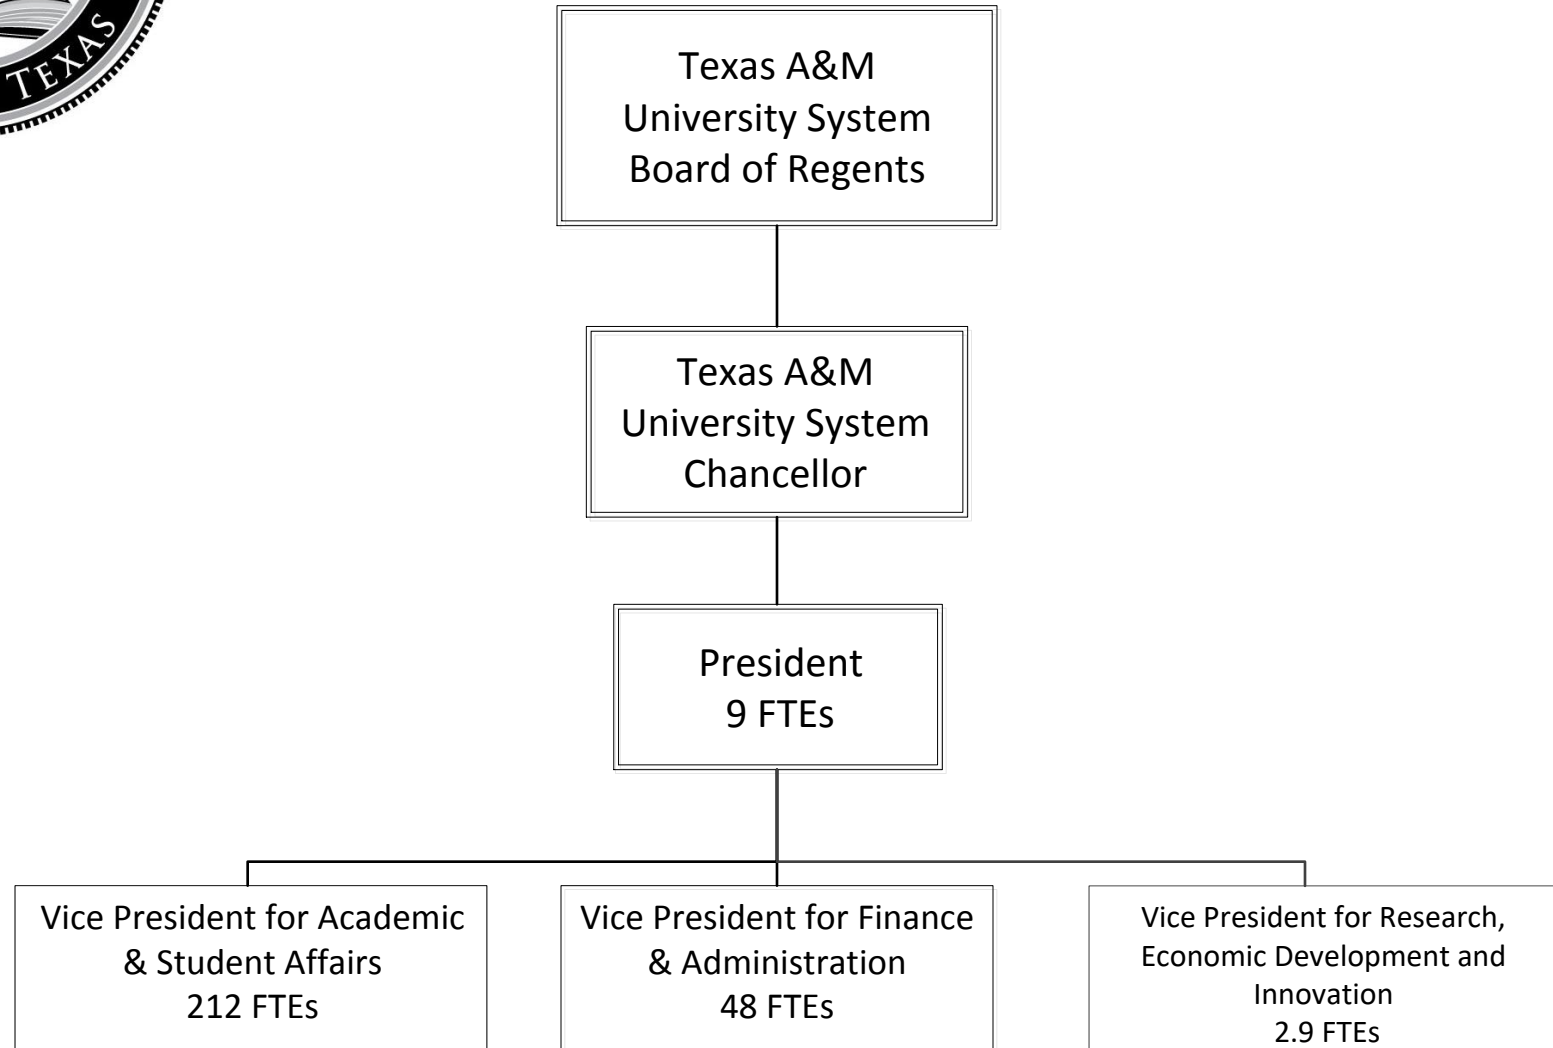 TEXAS
Texas A&M
University System
Board of Regents
Texas A&M
University System
Chancellor
President
9 FTEs
Vice President for Academic
& Student Affairs
212 FTEs
Vice President for Finance
& Administration
48 FTEs
Vice President for Research,
Economic Development and
Innovation
2.9 FTEs